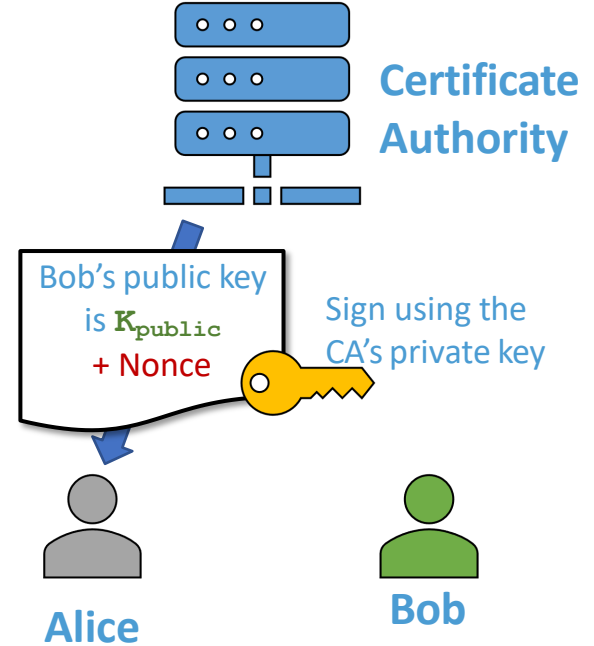 Certificate
Authority
Bob’s public key
is Kpublic
+ Nonce
Sign using the
CA’s private key
Alice
Bob